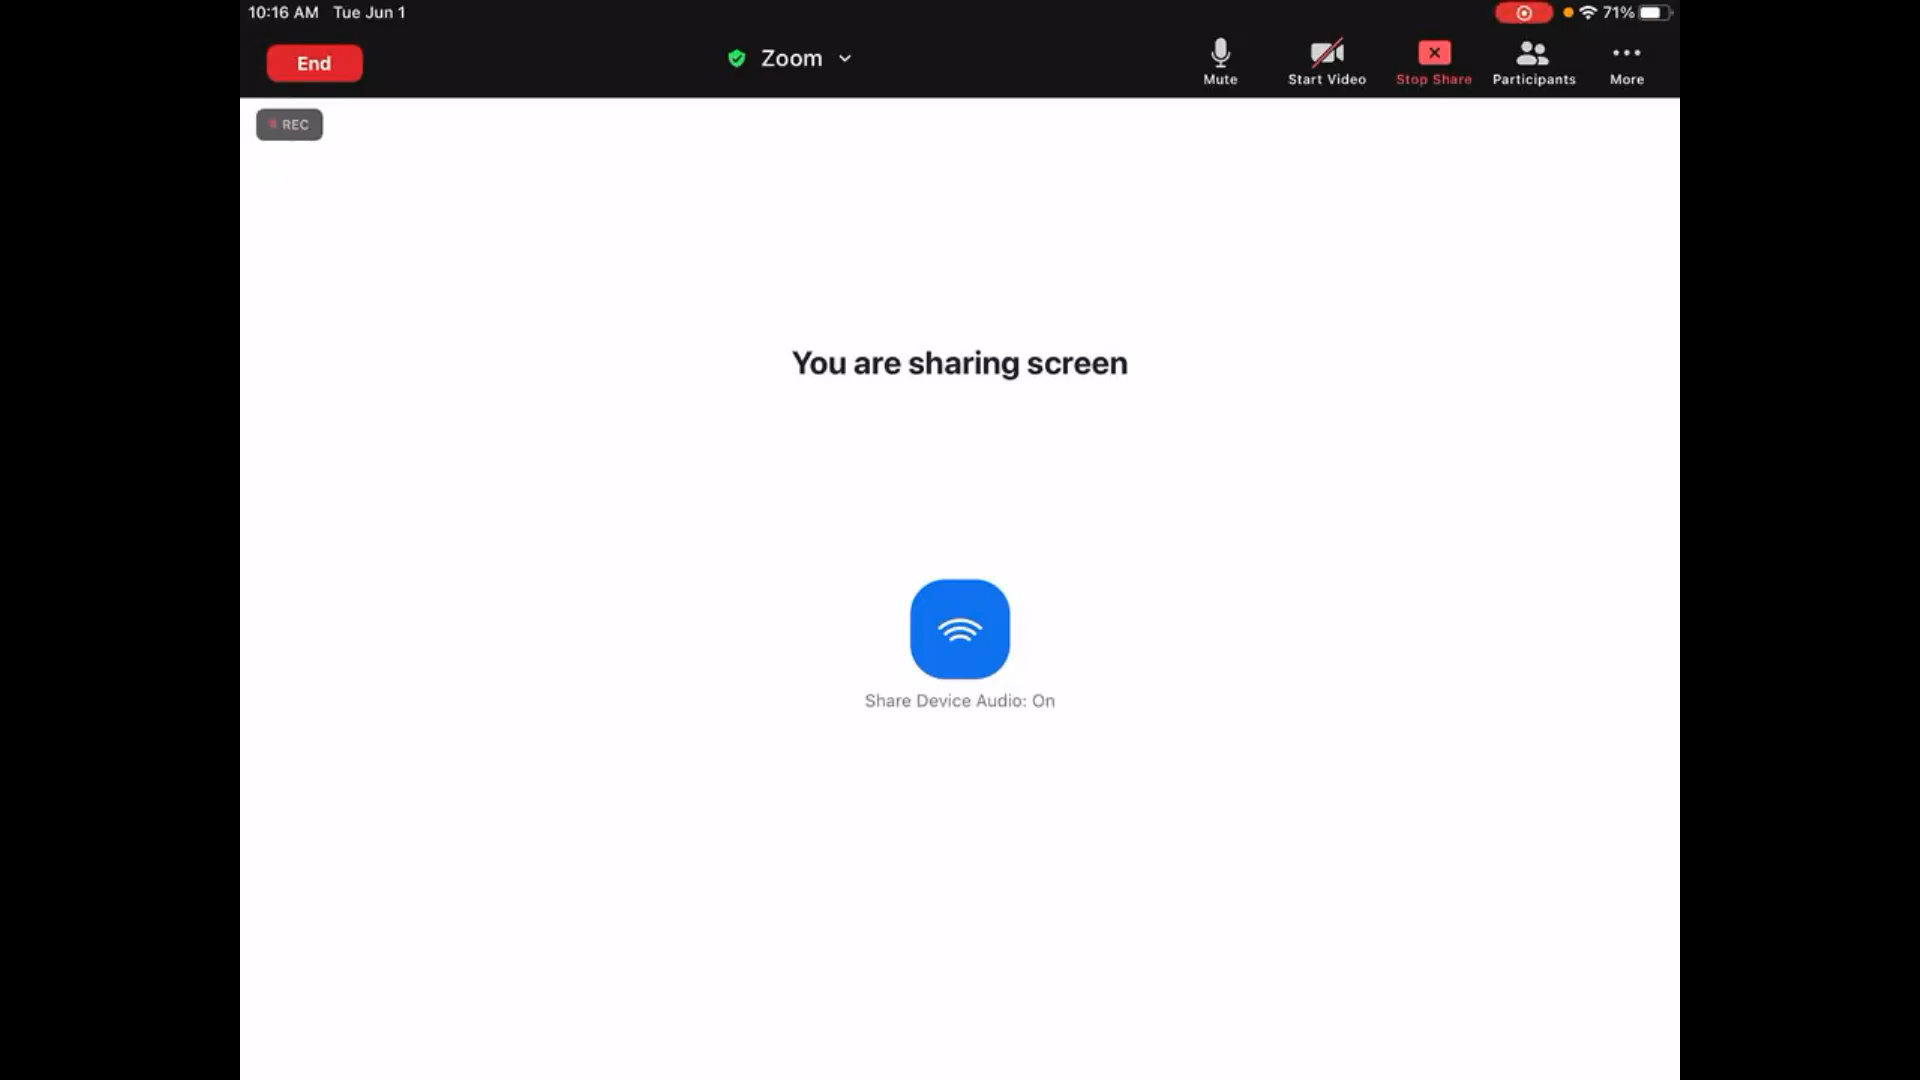 10:16 AM Tue Jun 1
71%
End
Zoom
Mute
Start Video
Stop Share
Participants
More
REC
You are sharing screen
Share Device Audio: On